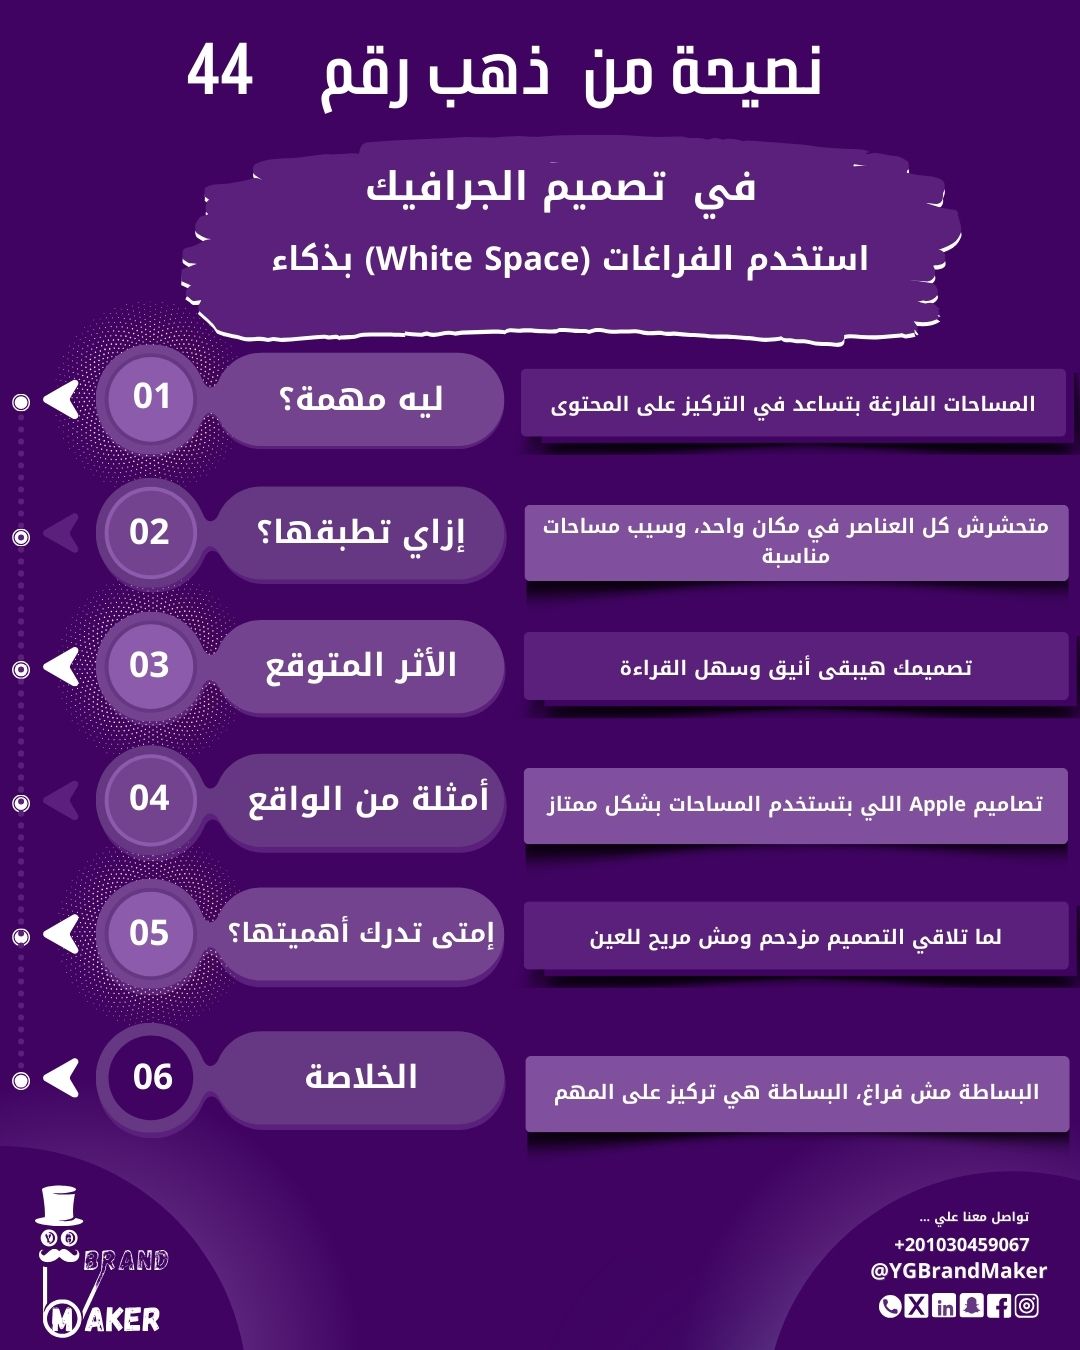 نصيحة من ذهب رقم 44
في تصميم الجرافيك
استخدم الفراغات (White Space) بذكاء
01
ليه مهمة؟
المساحات الفارغة بتساعد في التركيز على المحتوى
02
إزاي تطبقها؟
متحشرش كل العناصر في مكان واحد، وسيب مساحات
مناسبة
03
الأثر المتوقع
تصميمك هيبقى أنيق وسهل القراءة
04
أمثلة من الواقع
تصاميم Apple اللي بتستخدم المساحات بشكل ممتاز
05
إمتى تدرك أهميتها؟
لما تلاقي التصميم مزدحم ومش مريح للعين
06
الخلاصة
البساطة مش فراغ، البساطة هي تركيز على المهم
تواصل معنا علي ...
+201030459067
@YGBrandMaker
BRAND
MAKER